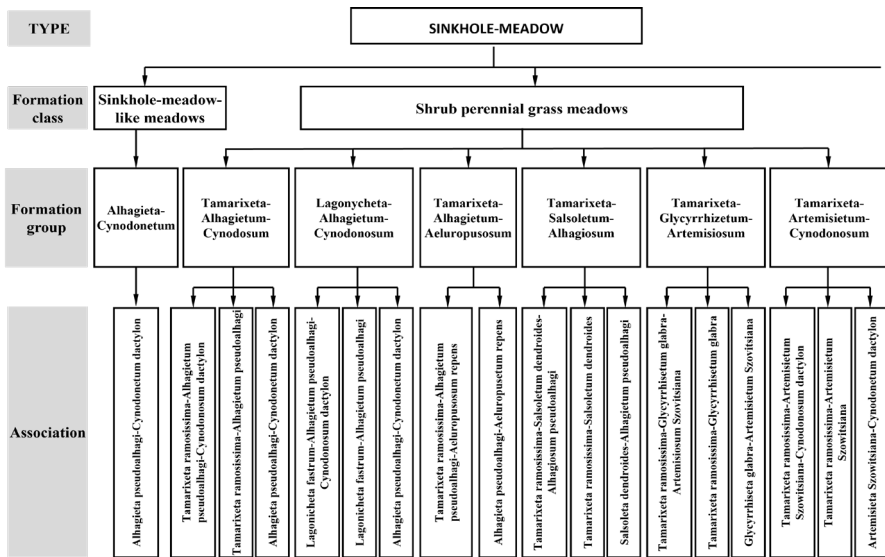 TYPE
SINKHOLE-MEADOW
Formation
class
Sinkhole-meadow-
like meadows
Shrub perennial grass meadows
Formation
group
Alhagieta-
Cynodonetum
Tamarixeta-
Alhagietum-
Cynodosum
Lagonycheta-
Alhagietum-
Cynodonosum
Tamarixeta-
Alhagietum-
Aeluropusosum
Tamarixeta-
Salsoletum-
Alhagiosum
Tamarixeta-
Glycyrrhizetum-
Artemisiosum
Tamarixeta-
Artemisietum-
Cynodonosum
Association
Alhagieta pseudoalhagi-Cynodonetum dactylon
Tamarixeta ramosissima-Alhagietum
pseudoalhagi-Cynodonosum dactylon
Tamarixeta ramosissima-Alhagietum pseudoalhagi
Alhagieta pseudoalhagi-Cynodonetum dactylon
Lagonicheta fastrum-Alhagietum pseudoalhagi-
Cynodonosum dactylon
Lagonicheta fastrum-Alhagietum pseudoalhagi
Alhagieta pseudoalhagi-Cynodonetum dactylon
Tamarixeta ramosissima-Alhagietum
pseudoalhagi-Aeluropusosum repens
Alhagieta pseudoalhagi-Aeluropusetum repens
Tamarixeta ramosissima-Salsoletum dendroides-
Alhagiosum pseudoalhagi
Tamarixeta ramosissima-Salsoletum dendroides
Salsoleta dendroides-Alhagietum pseudoalhagi
Tamarixeta ramosissima-Glycyrrhisetum glabra-
Artemisiosum Szovitsiana
Tamarixeta ramosissima-Glycyrrhisetum glabra
Glycyrrhiseta glabra-Artemisietum Szovitsiana
Tamarixeta ramosissima-Artemisietum
Szowitsiana-Cynodonosum dactylon
Tamarixeta ramosissima-Artemisietum
Szowitsiana
Artemisieta Szowitsiana-Cynodonetum dactylon